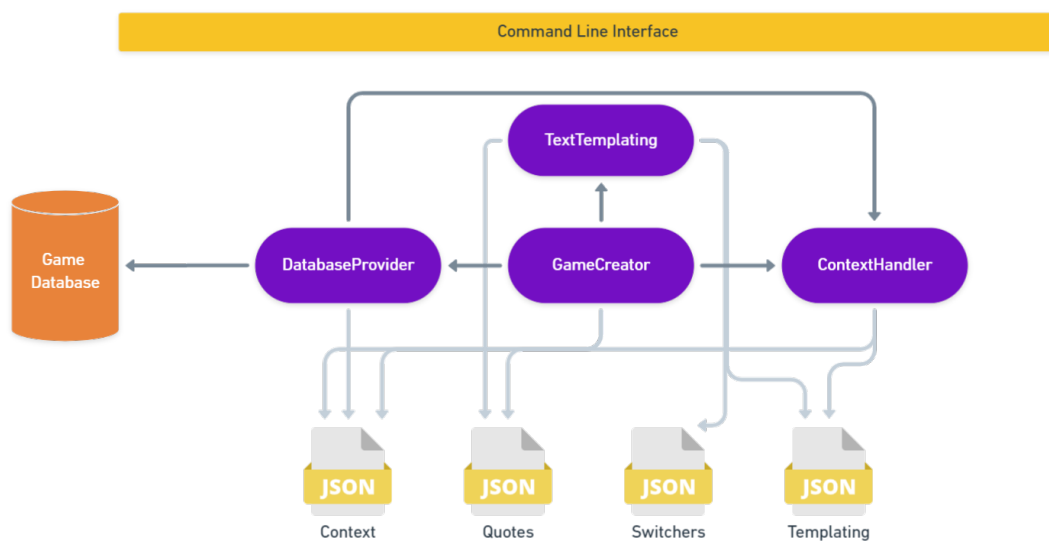 Command Line Interface
TextTemplating
Game
Database
DatabaseProvider
GameCreator
ContextHandler
JSON
JSON
JSON
JSON
Context
Quotes
Switchers
Templating